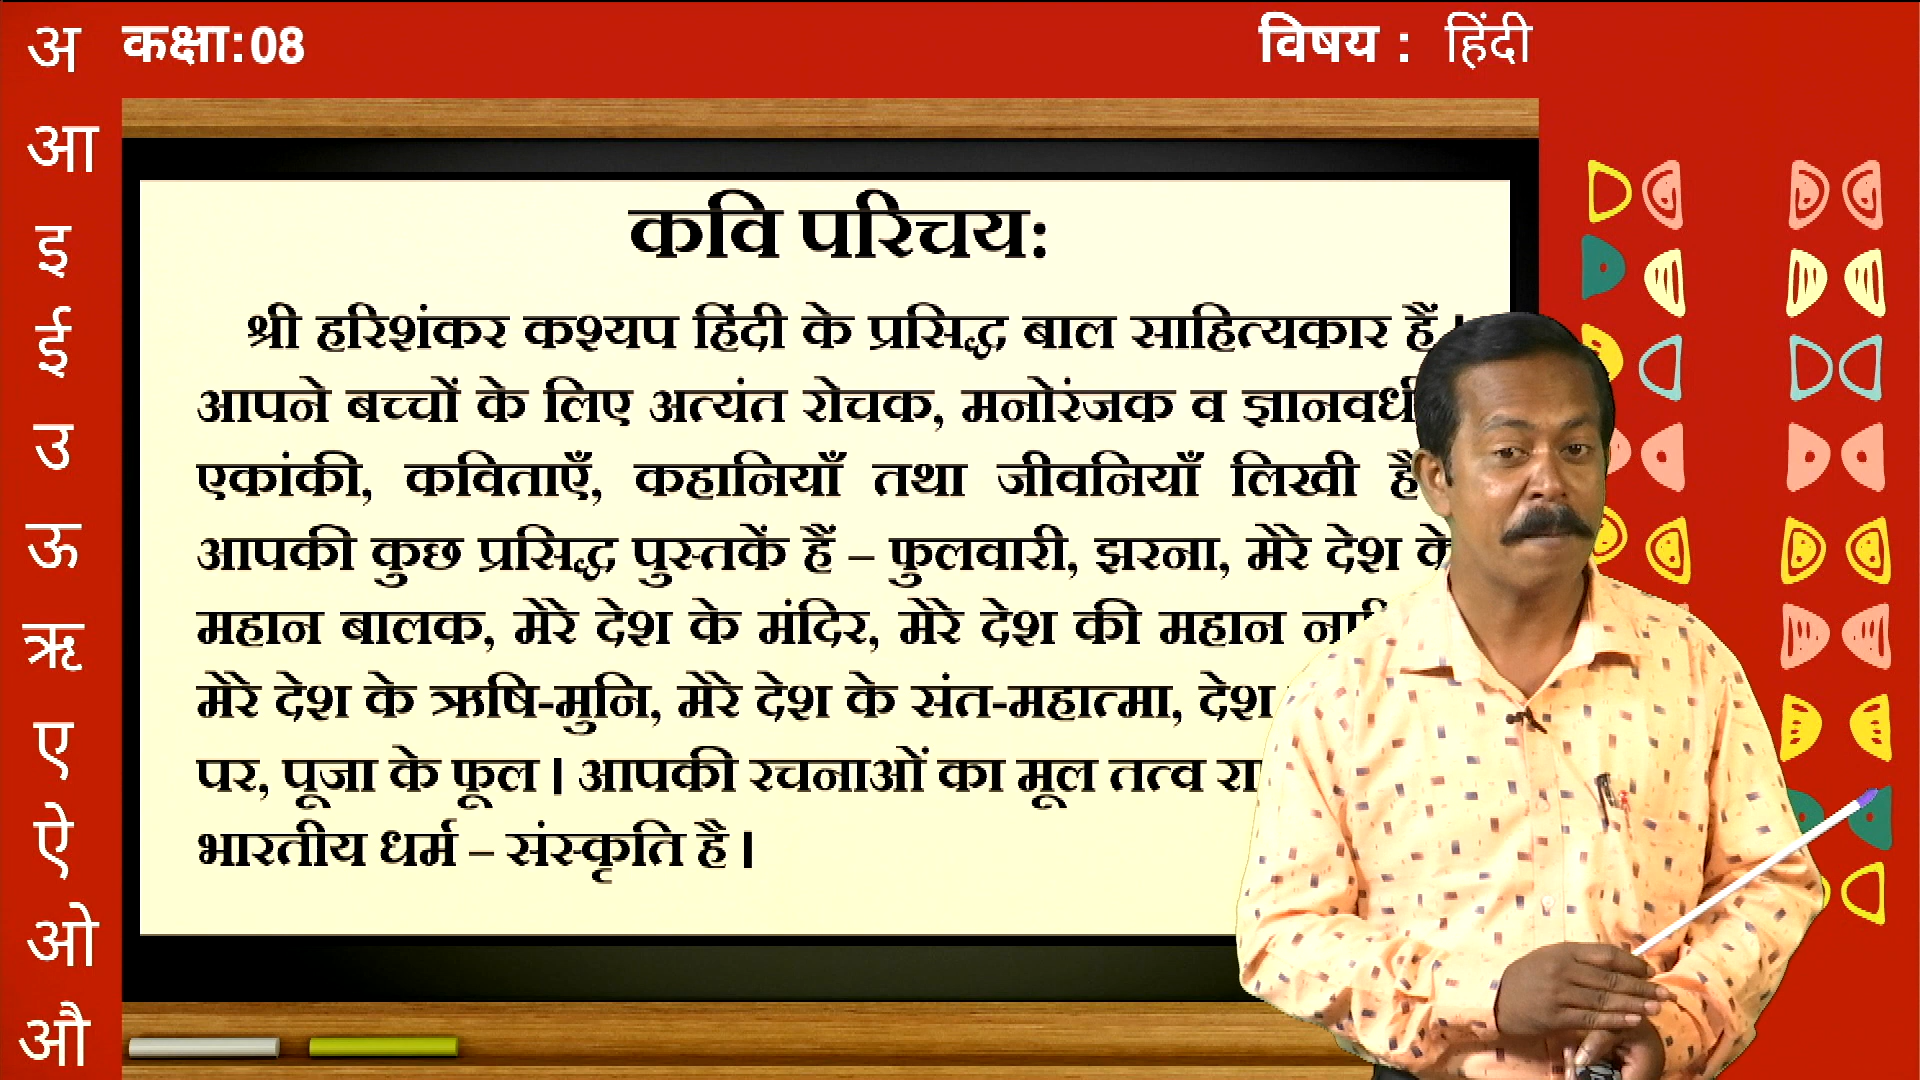 अ
कक्षा:08
विषय : हिंदी
आ
इ
ई
उ
ऊ
ऋ
ए
ऐ
ओ
औ
कवि परिचय:
श्री हरिशंकर कश्यप हिंदी के प्रसिद्ध बाल साहित्यकार हैं।
आपने बच्चों के लिए अत्यंत रोचक, मनोरंजक व
एकांकी, कविताएँ, कहानियाँ तथा जीवनियाँ लिखी
आपकी कुछ प्रसिद्ध पुस्तकें हैं – फुलवारी, झरना, मेरे देश के
महान बालक, मेरे देश के मंदिर, मेरे देश की महान
मेरे देश के ऋषि-मुनि, मेरे देश के संत-महात्मा, देश
पर, पूजा के फूल। आपकी रचनाओं का मूल तत्व
भारतीय धर्म – संस्कृति है।